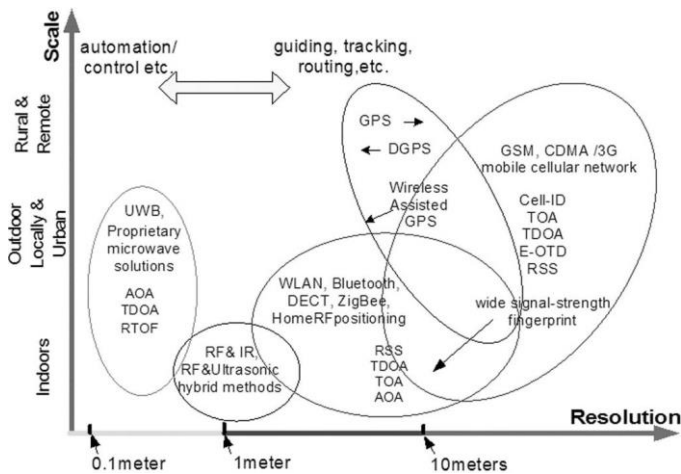 Scale
automation/
control etc.
guiding, tracking,
routing,etc.
Rural &
Remote
GPS
DGPS
GSM, CDMA /3G
mobile cellular network
Wireless
Assisted
GPS
Cell-ID
TOA
TDOA
E-OTD
RSS
Outdoor
Locally &
Urban
UWB,
Proprietary
microwave
solutions
AOA
TDOA
RTOF
WLAN, Bluetooth,
DECT, ZigBee,
HomeRFpositioning
wide signal-strength
fingerprint
Indoors
RF& IR,
RF&Ultrasonic
hybrid methods
RSS
TDOA
TOA
AOA
Resolution
0.1meter
1meter
10meters